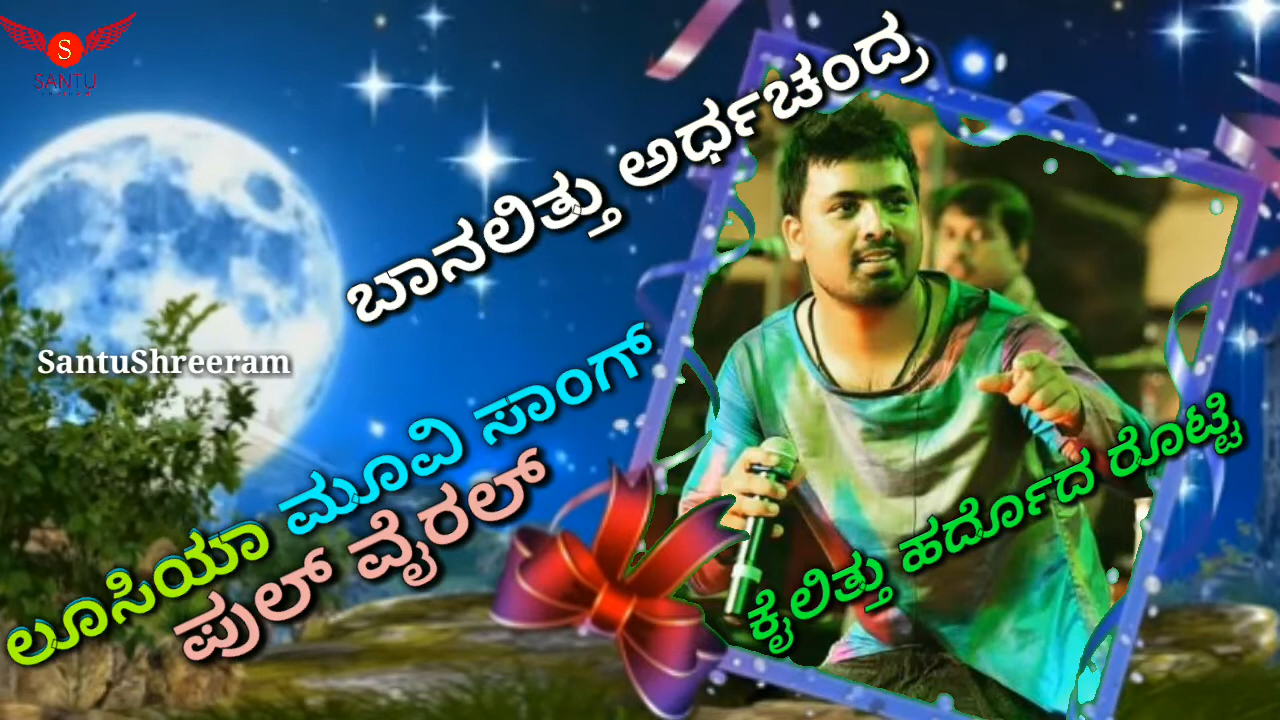 S
SANTU
ಬಾನಲಿತ್ತು ಅರ್ಧಚಂದ್ರ
SantuShreeram
ಲೂಸಿಯಾ ಮೂವಿ ಸಾಂಗ್
ಫುಲ್ ವೈರಲ್
ಕೈಲಿತ್ತು ಹರ್ದೋದ ರೊಟ್ಟಿ